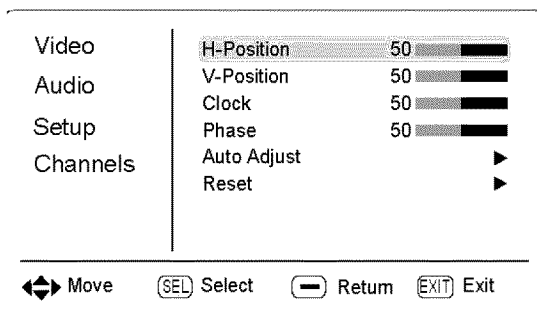 Video
Audio
Setup
Channels
H-Position 50
V-Position 50
Clock 50
Phase 50
Auto Adjust
Reset
Move SEL Select Return EXIT Exit